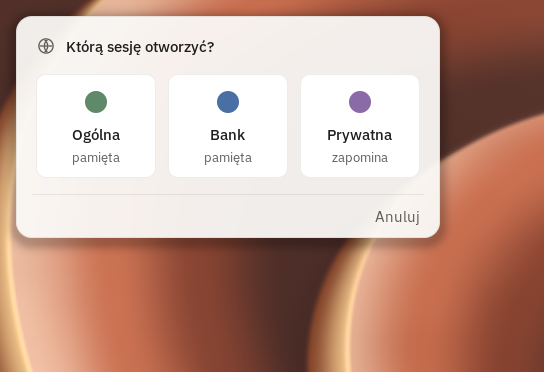 Którą sesję otworzyć?
Ogólna
pamięta
Bank
pamięta
Prywatna
zapomina
Anuluj